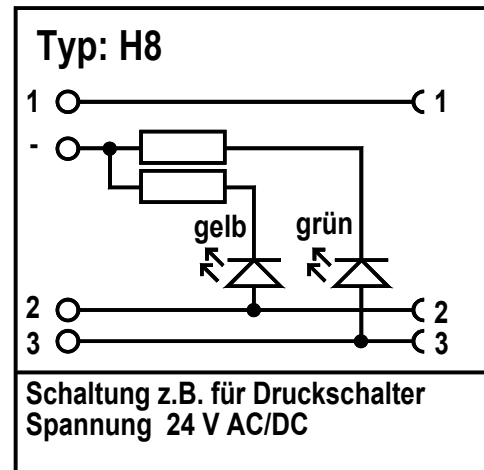 Typ: H8
1 1
-
gelb grün
2 2
3 3
Schaltung z.B. für Druckschalter
Spannung 24 V AC/DC